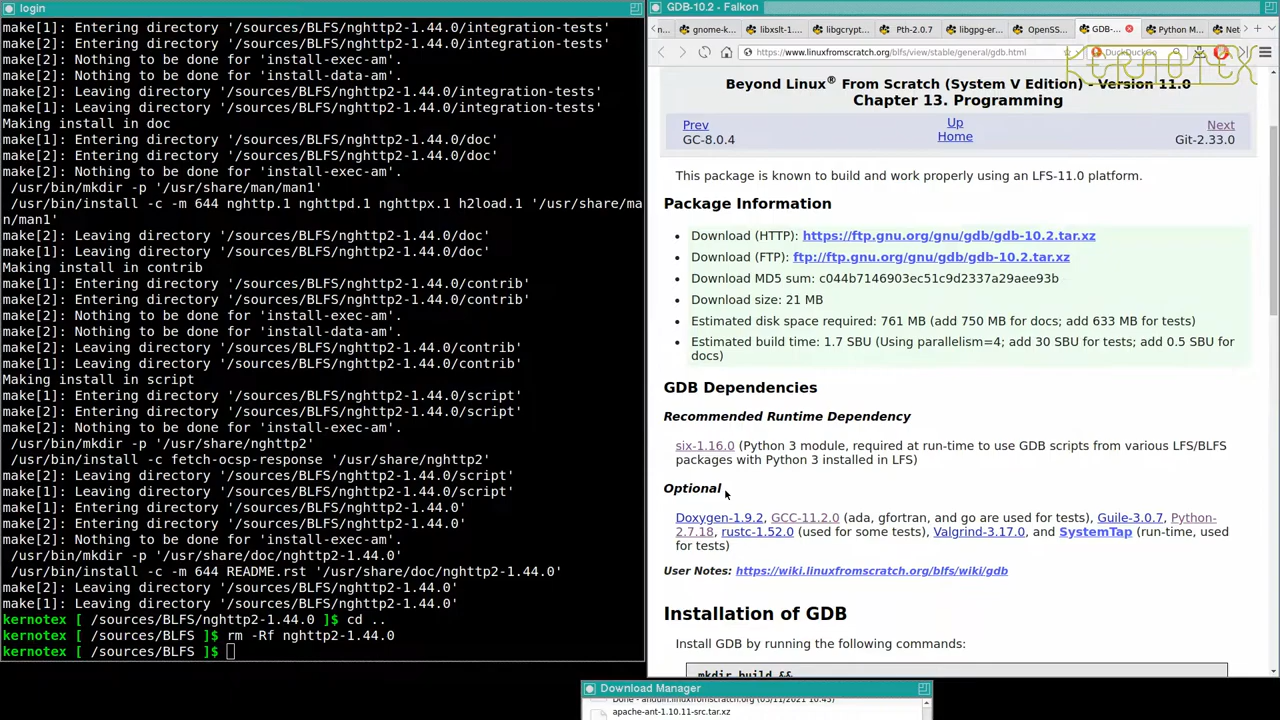 login
make[1]: Entering directory '/sources/BLFS/nghttp2-1.44.0/integration-tests'
make[2]: Entering directory '/sources/BLFS/nghttp2-1.44.0/integration-tests'
make[2]: Nothing to be done for 'install-exec-am'.
make[2]: Nothing to be done for 'install-data-am'.
make[2]: Leaving directory '/sources/BLFS/nghttp2-1.44.0/integration-tests'
make[1]: Leaving directory '/sources/BLFS/nghttp2-1.44.0/integration-tests'
Making install in doc
make[1]: Entering directory '/sources/BLFS/nghttp2-1.44.0/doc'
make[2]: Entering directory '/sources/BLFS/nghttp2-1.44.0/doc'
make[2]: Nothing to be done for 'install-exec-am'.
/usr/bin/mkdir -p '/usr/share/man/man1'
/usr/bin/install -c -m 644 nghttp.1 nghttpd.1 nghttpx.1 h2load.1 '/usr/share/ma
n/man1'
make[2]: Leaving directory '/sources/BLFS/nghttp2-1.44.0/doc'
make[1]: Leaving directory '/sources/BLFS/nghttp2-1.44.0/doc'
Making install in contrib
make[1]: Entering directory '/sources/BLFS/nghttp2-1.44.0/contrib'
make[2]: Entering directory '/sources/BLFS/nghttp2-1.44.0/contrib'
make[2]: Nothing to be done for 'install-exec-am'.
make[2]: Nothing to be done for 'install-data-am'.
make[2]: Leaving directory '/sources/BLFS/nghttp2-1.44.0/contrib'
make[1]: Leaving directory '/sources/BLFS/nghttp2-1.44.0/contrib'
Making install in script
make[1]: Entering directory '/sources/BLFS/nghttp2-1.44.0/script'
make[2]: Entering directory '/sources/BLFS/nghttp2-1.44.0/script'
make[2]: Nothing to be done for 'install-exec-am'.
/usr/bin/mkdir -p '/usr/share/nghttp2'
/usr/bin/install -c fetch-ocsp-response '/usr/share/nghttp2'
make[2]: Leaving directory '/sources/BLFS/nghttp2-1.44.0/script'
make[1]: Leaving directory '/sources/BLFS/nghttp2-1.44.0/script'
make[1]: Entering directory '/sources/BLFS/nghttp2-1.44.0'
make[2]: Entering directory '/sources/BLFS/nghttp2-1.44.0'
make[2]: Nothing to be done for 'install-exec-am'.
/usr/bin/mkdir -p '/usr/share/doc/nghttp2-1.44.0'
/usr/bin/install -c -m 644 README.rst '/usr/share/doc/nghttp2-1.44.0'
make[2]: Leaving directory '/sources/BLFS/nghttp2-1.44.0'
make[1]: Leaving directory '/sources/BLFS/nghttp2-1.44.0'
kernotex [ /sources/BLFS/nghttp2-1.44.0 ]$ cd ..
kernotex [ /sources/BLFS ]$ rm -Rf nghttp2-1.44.0
kernotex [ /sources/BLFS ]$
GDB-10.2 - Falkon
n... gnome-k... libxslt-1... libgcrypt... Pth-2.0.7 libgpg-er... OpenSS... GDB-... Python M... Net
https://www.linuxfromscratch.org/blfs/view/stable/general/gdb.html DuckDuckGo
KERNOTEX
Beyond Linux® From Scratch (System V Edition) - Version 11.0
Chapter 13. Programming
Prev Up Next
GC-8.0.4 Home Git-2.33.0
This package is known to build and work properly using an LFS-11.0 platform.
Package Information
• Download (HTTP): https://ftp.gnu.org/gnu/gdb/gdb-10.2.tar.xz
• Download (FTP): ftp://ftp.gnu.org/gnu/gdb/gdb-10.2.tar.xz
• Download MD5 sum: c044b7146903ec51c9d2337a29aee93b
• Download size: 21 MB
• Estimated disk space required: 761 MB (add 750 MB for docs; add 633 MB for tests)
• Estimated build time: 1.7 SBU (Using parallelism=4; add 30 SBU for tests; add 0.5 SBU for
docs)
GDB Dependencies
Recommended Runtime Dependency
six-1.16.0 (Python 3 module, required at run-time to use GDB scripts from various LFS/BLFS
packages with Python 3 installed in LFS)
Optional
Doxygen-1.9.2, GCC-11.2.0 (ada, gfortran, and go are used for tests), Guile-3.0.7, Python-
2.7.18, rustc-1.52.0 (used for some tests), Valgrind-3.17.0, and SystemTap (run-time, used
for tests)
User Notes: https://wiki.linuxfromscratch.org/blfs/wiki/gdb
Installation of GDB
Install GDB by running the following commands:
mkdir build &&
Download Manager
Done - anduin.linuxfromscratch.org (05/11/2021 10:45)
apache-ant-1.10.11-src.tar.xz